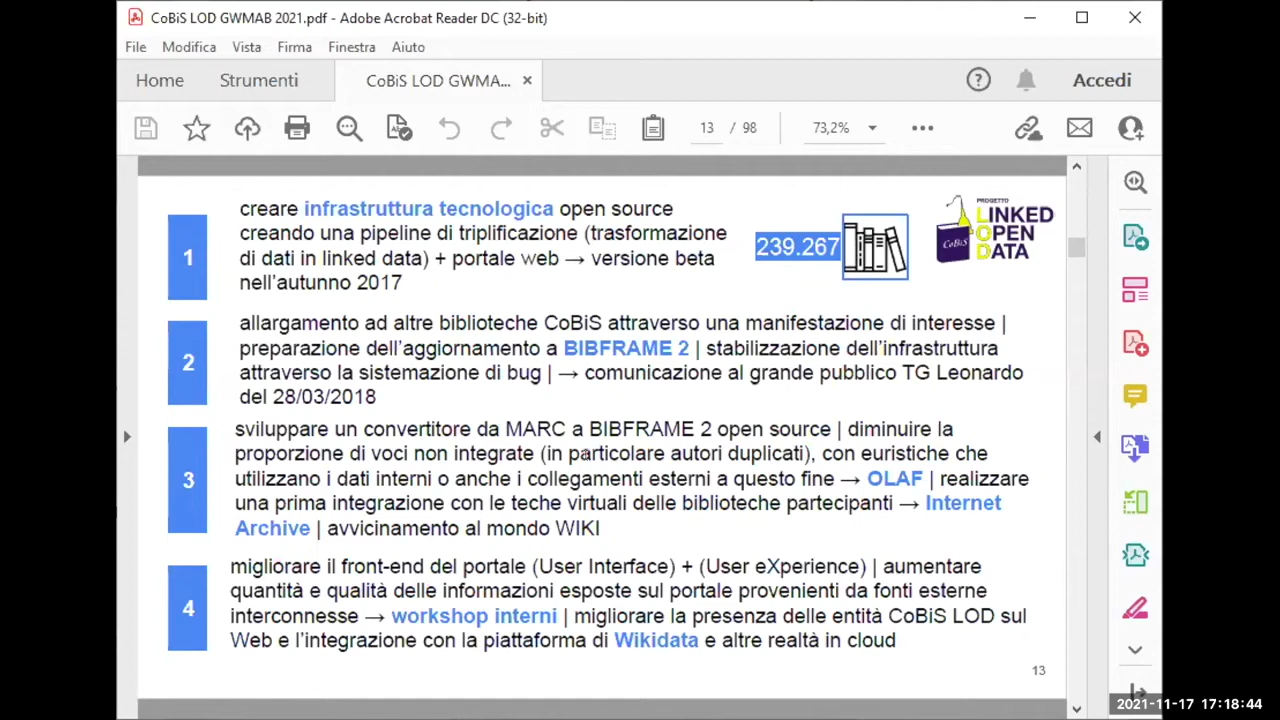 CoBiS LOD GWMAB 2021.pdf - Adobe Acrobat Reader DC (32-bit)
File Modifica Vista Firma Finestra Aiuto
Home Strumenti CoBiS LOD GWMA... × Accedi
13 / 98 73,2%
1
creare infrastruttura tecnologica open source
creando una pipeline di triplificazione (trasformazione
di dati in linked data) + portale web → versione beta
nell'autunno 2017
239.267
PROGETTO
LINKED
OPEN
DATA
CoBiS
2
allargamento ad altre biblioteche CoBiS attraverso una manifestazione di interesse |
preparazione dell'aggiornamento a BIBFRAME 2 | stabilizzazione dell'infrastruttura
attraverso la sistemazione di bug | → comunicazione al grande pubblico TG Leonardo
del 28/03/2018
3
sviluppare un convertitore da MARC a BIBFRAME 2 open source | diminuire la
proporzione di voci non integrate (in particolare autori duplicati), con euristiche che
utilizzano i dati interni o anche i collegamenti esterni a questo fine → OLAF | realizzare
una prima integrazione con le teche virtuali delle biblioteche partecipanti → Internet
Archive | avvicinamento al mondo WIKI
4
migliorare il front-end del portale (User Interface) + (User eXperience) | aumentare
quantità e qualità delle informazioni esposte sul portale provenienti da fonti esterne
interconnesse → workshop interni | migliorare la presenza delle entità CoBiS LOD sul
Web e l'integrazione con la piattaforma di Wikidata e altre realtà in cloud
13
2021-11-17 17:18:44